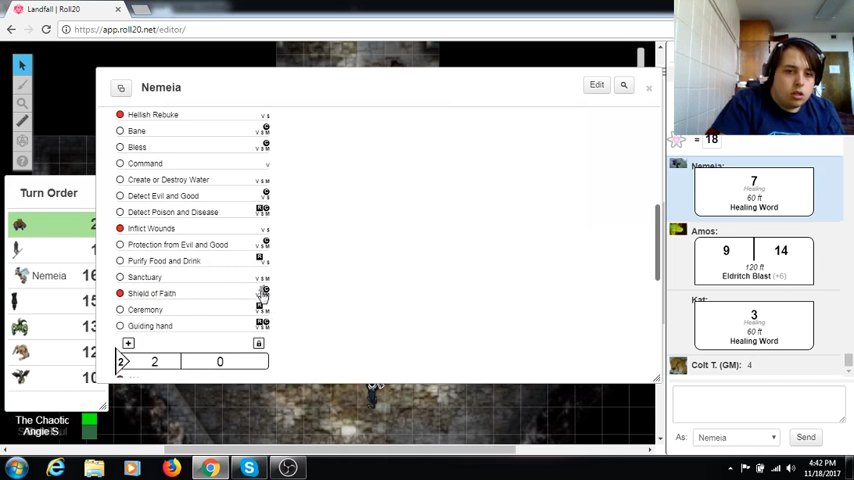 Landfall | Roll20
https://app.roll20.net/editor/
Nemeia
Edit
Hellish Rebuke V S
Bane
C
V S M
Bless
C
V S M
Command V
Create or Destroy Water V S M
Detect Evil and Good
C
V S
Detect Poison and Disease
R C
V S M
Inflict Wounds V S
Protection from Evil and Good
C
V S M
Purify Food and Drink
R
V S
Sanctuary V S M
Shield of Faith
Ceremony
R
V S M
Guiding hand
R C
V S
2 2 0
Turn Order
2
1
Nemeia 16
15
13
12
10
The Chaotic
Angie S.
= 18
Nemeia:
7
Healing
60 ft
Healing Word
Amos:
9 14
120 ft
Eldritch Blast (+6)
Kat:
3
Healing
60 ft
Healing Word
Colt T. (GM): 4
As: Nemeia Send
4:42 PM
11/18/2017